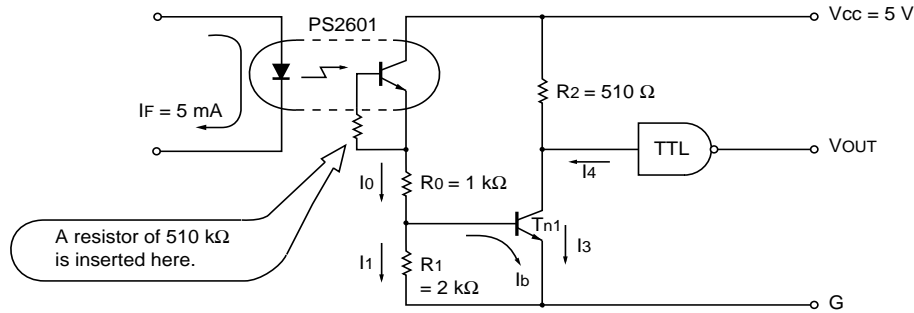 PS2601
VCC = 5 V
IF = 5 mA
R2 = 510 Ω
TTL
VOUT
I4
I0
R0 = 1 kΩ
Tn1
I3
A resistor of 510 kΩ
is inserted here.
I1
R1
= 2 kΩ
Ib
G